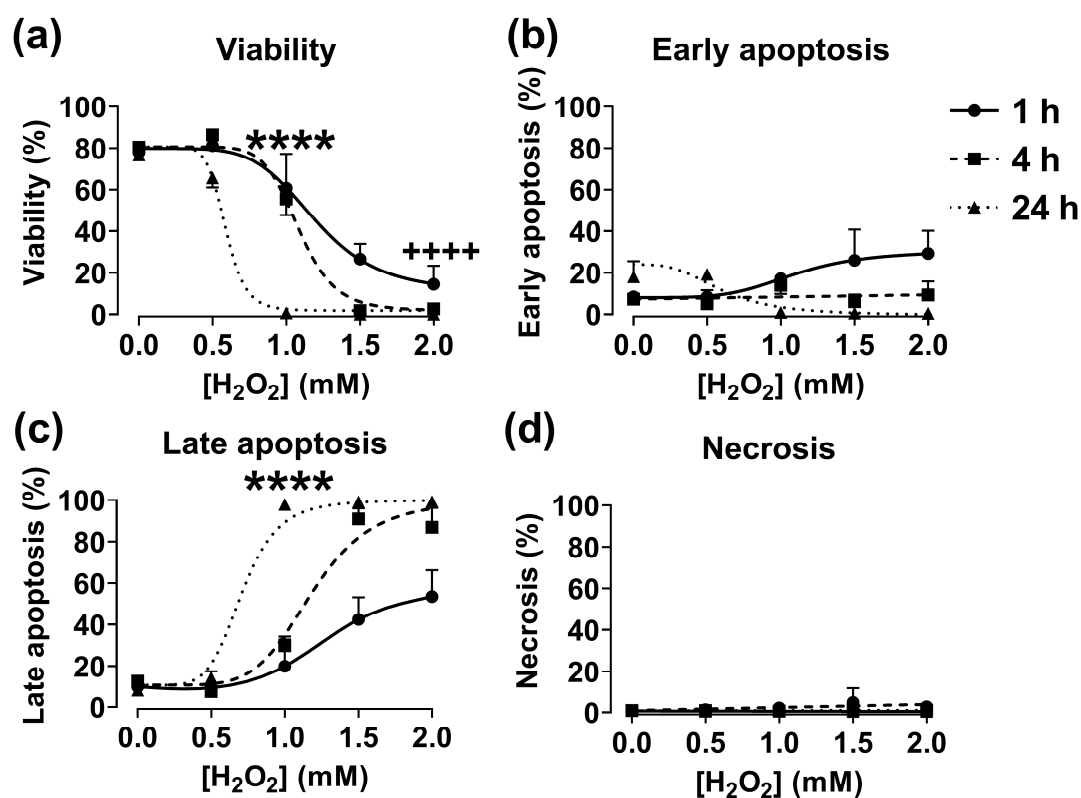 (a)
Viability
Viability (%)
100
80
60
40
20
0
****
++++
0.0 0.5 1.0 1.5 2.0
[H₂O₂] (mM)
(b)
Early apoptosis
Early apoptosis (%)
100
80
60
40
20
0
0.0 0.5 1.0 1.5 2.0
[H₂O₂] (mM)
1 h
4 h
24 h
(c)
Late apoptosis
Late apoptosis (%)
****
100
80
60
40
20
0
0.0 0.5 1.0 1.5 2.0
[H₂O₂] (mM)
(d)
Necrosis
Necrosis (%)
100
80
60
40
20
0
0.0 0.5 1.0 1.5 2.0
[H₂O₂] (mM)